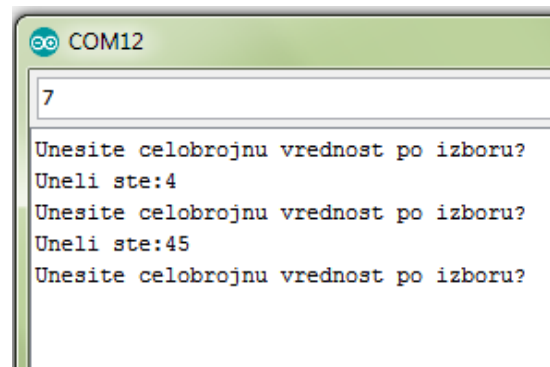 COM12
7
Unesite celobrojnu vrednost po izboru?
Uneli ste:4
Unesite celobrojnu vrednost po izboru?
Uneli ste:45
Unesite celobrojnu vrednost po izboru?